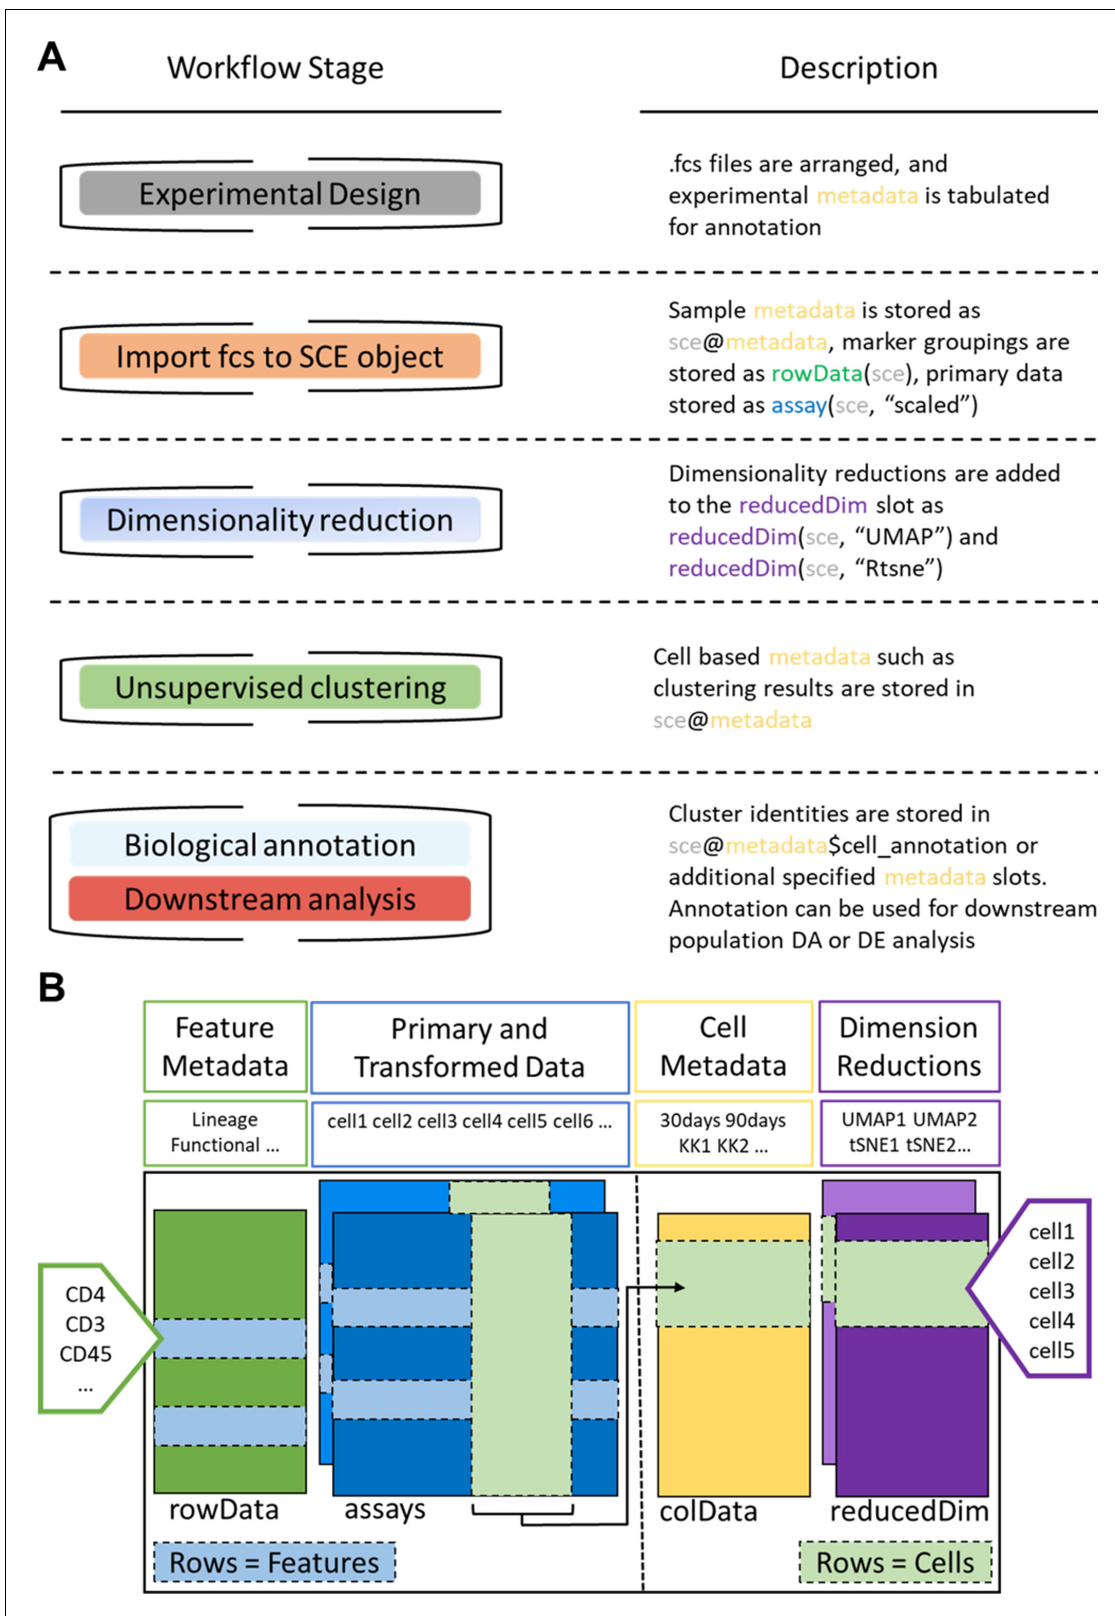 A
Workflow Stage
Description
Experimental Design
.fcs files are arranged, and
experimental metadata is tabulated
for annotation
Import fcs to SCE object
Sample metadata is stored as
sce@metadata, marker groupings are
stored as rowData(sce), primary data
stored as assay(sce, “scaled”)
Dimensionality reduction
Dimensionality reductions are added
to the reducedDim slot as
reducedDim(sce, “UMAP”) and
reducedDim(sce, “Rtsne”)
Unsupervised clustering
Cell based metadata such as
clustering results are stored in
sce@metadata
Biological annotation
Downstream analysis
Cluster identities are stored in
sce@metadata$cell_annotation or
additional specified metadata slots.
Annotation can be used for downstream
population DA or DE analysis
B
Feature
Metadata
Primary and
Transformed Data
Cell
Metadata
Dimension
Reductions
Lineage
Functional ...
cell1 cell2 cell3 cell4 cell5 cell6 ...
30days 90days
KK1 KK2 ...
UMAP1 UMAP2
tSNE1 tSNE2...
CD4
CD3
CD45
...
cell1
cell2
cell3
cell4
cell5
rowData
assays
colData
reducedDim
Rows = Features
Rows = Cells